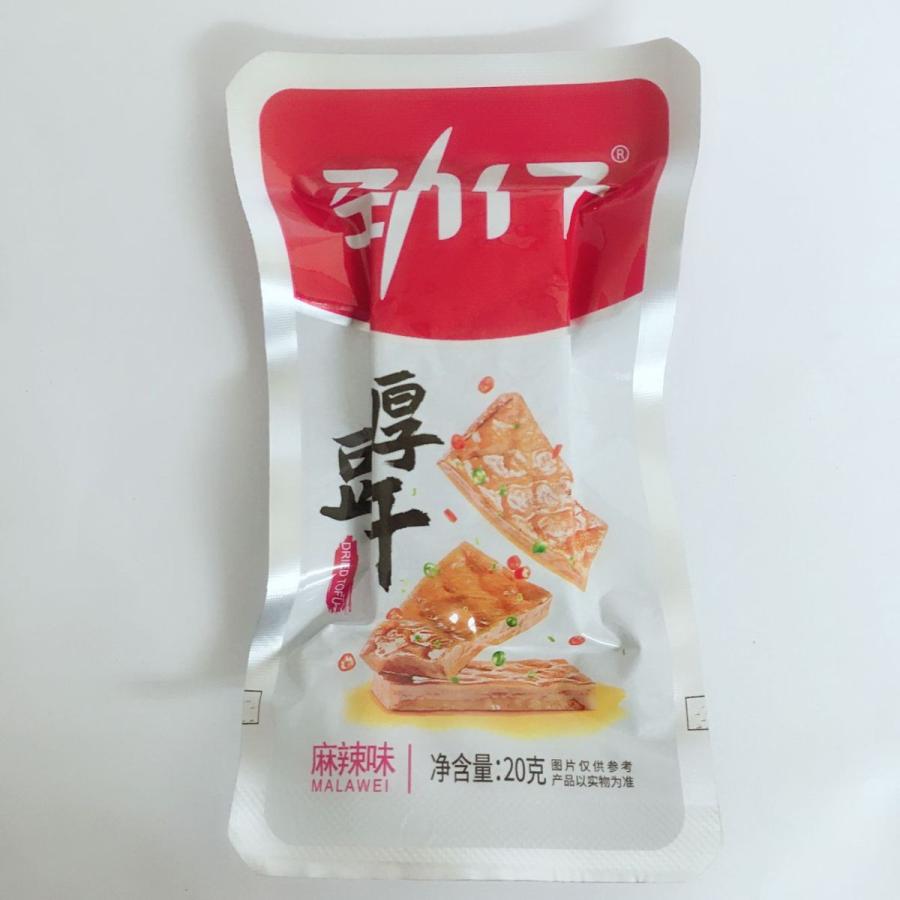 劲仔®
厚豆干
DRIED TOFU
麻辣味
MALAWEI
净含量:20克
图片仅供参考
产品以实物为准